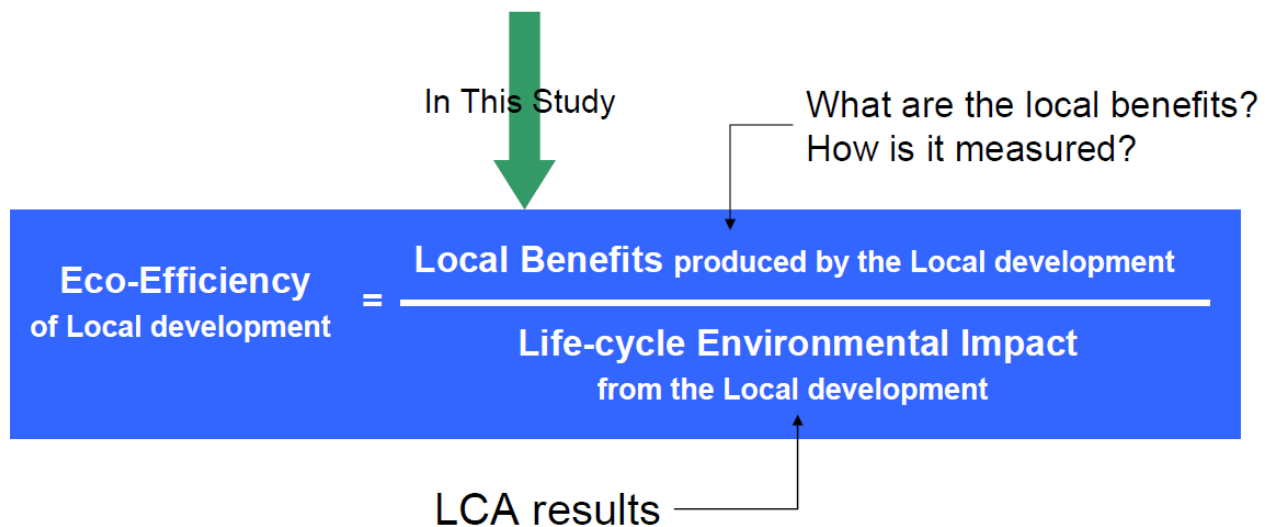 In This Study
What are the local benefits?
How is it measured?
Eco-Efficiency
of Local development
=
Local Benefits produced by the Local development
Life-cycle Environmental Impact
from the Local development
LCA results